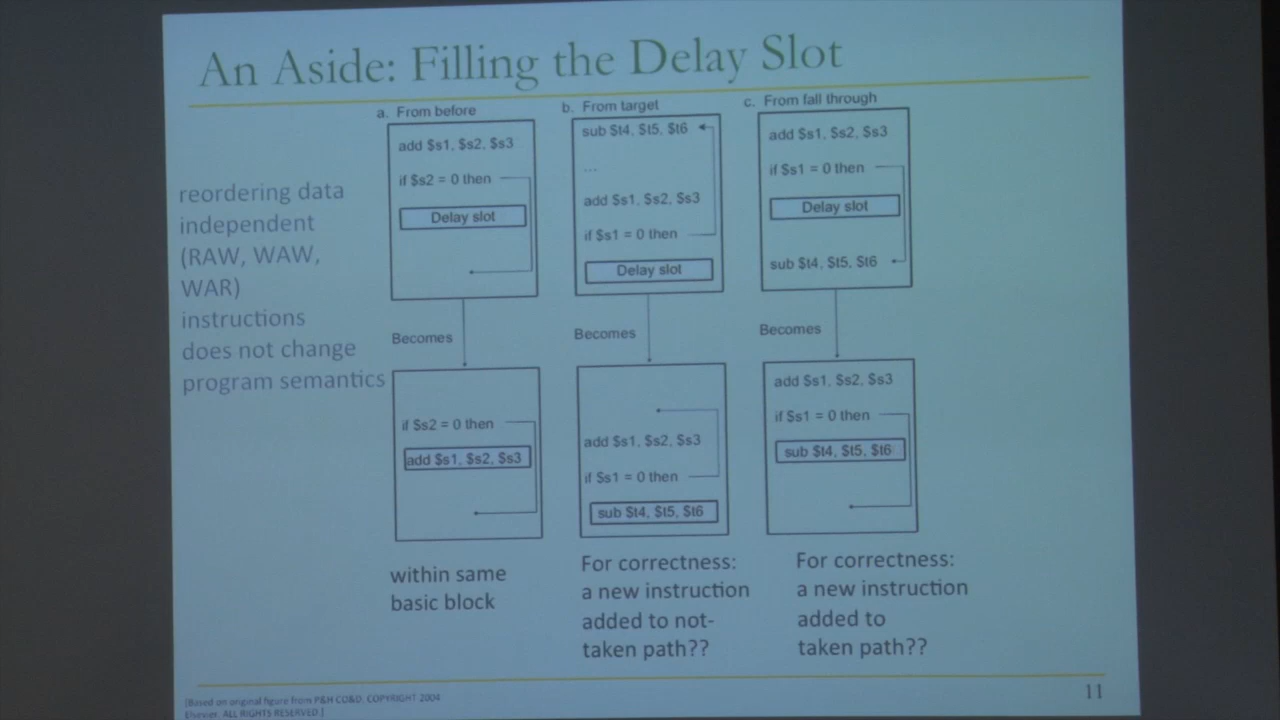 An Aside: Filling the Delay Slot
reordering data
independent
(RAW, WAW,
WAR)
instructions
does not change
program semantics
a. From before
add $s1, $s2, $s3
if $s2 = 0 then
Delay slot
Becomes
if $s2 = 0 then
add $s1, $s2, $s3
within same
basic block
b. From target
sub $t4, $t5, $t6
...
add $s1, $s2, $s3
if $s1 = 0 then
Delay slot
Becomes
add $s1, $s2, $s3
if $s1 = 0 then
sub $t4, $t5, $t6
For correctness:
a new instruction
added to not-
taken path??
c. From fall through
add $s1, $s2, $s3
if $s1 = 0 then
Delay slot
sub $t4, $t5, $t6
Becomes
add $s1, $s2, $s3
if $s1 = 0 then
sub $t4, $t5, $t6
For correctness:
a new instruction
added to
taken path??
[Based on original figure from P&H CO&D, COPYRIGHT 2004
Elsevier. ALL RIGHTS RESERVED.]
11